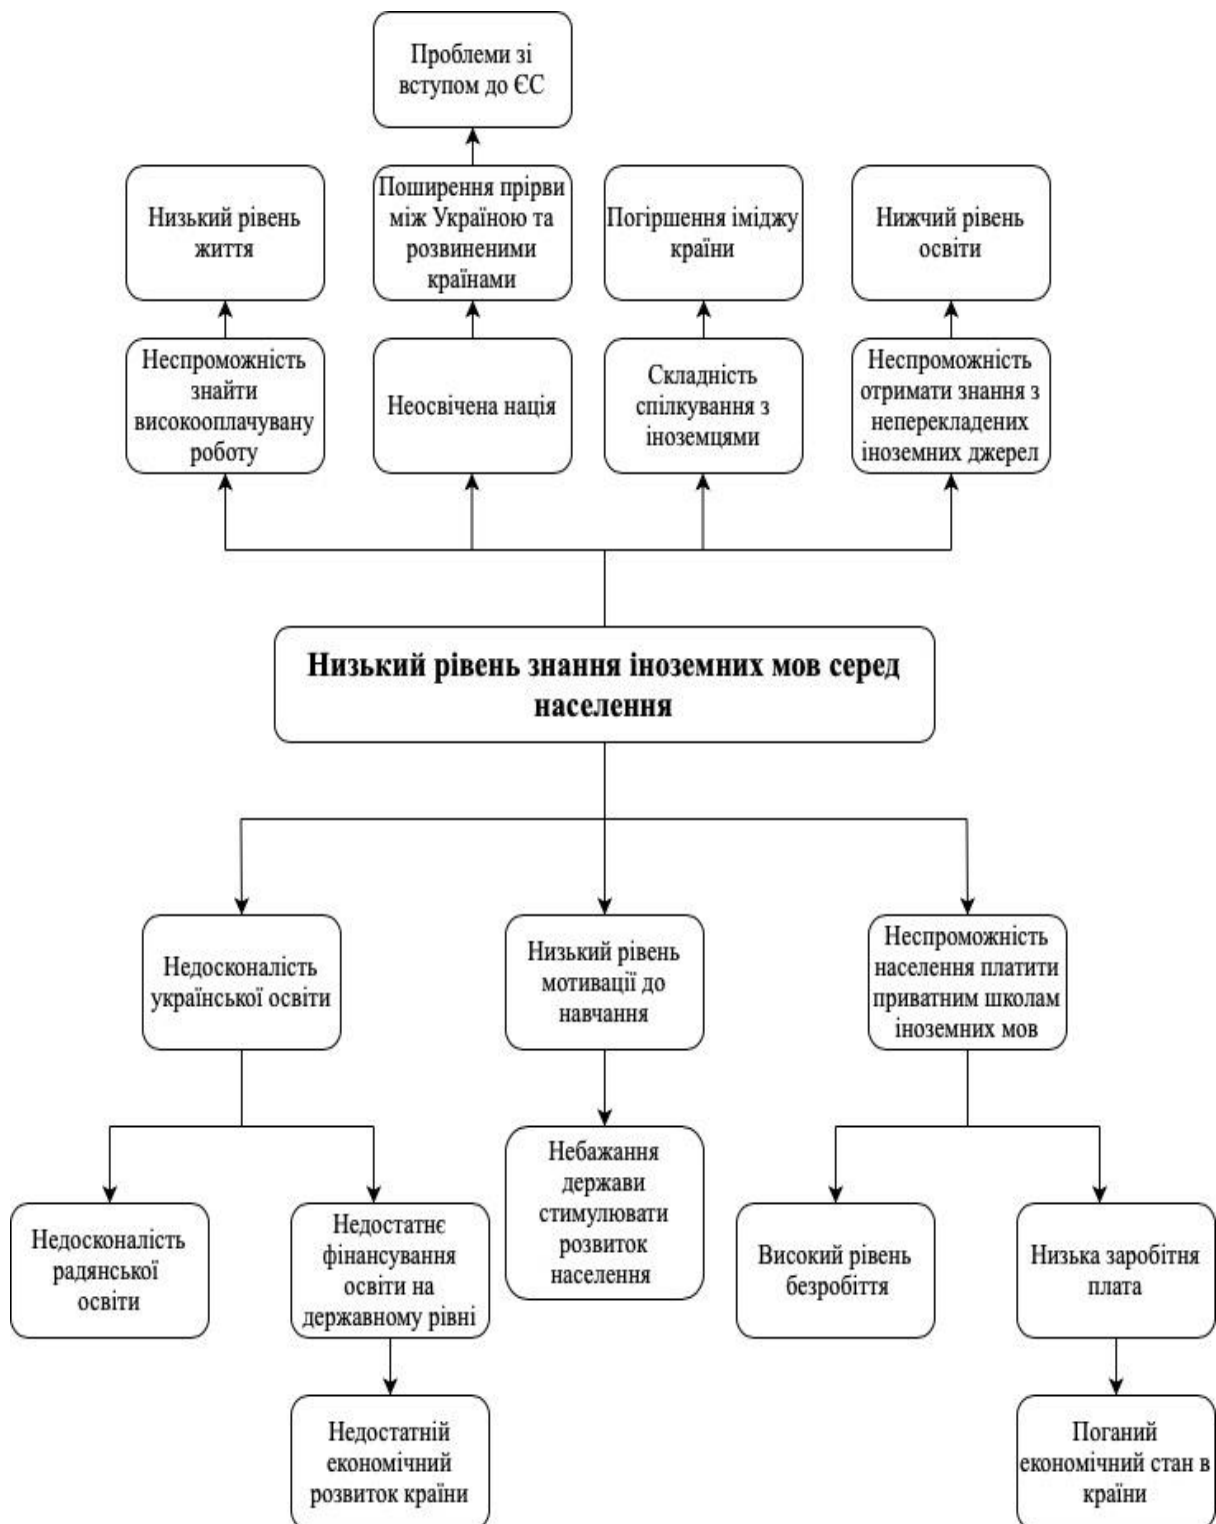 Проблеми зі
вступом до ЄС
Низький рівень
життя
Поширення прірви
між Україною та
розвиненими
країнами
Погіршення іміджу
країни
Нижчий рівень
освіти
Неспроможність
знайти
високооплачувану
роботу
Неосвічена нація
Складність
спілкування з
іноземцями
Неспроможність
отримати знання з
неперекладених
іноземних джерел
Низький рівень знання іноземних мов серед
населення
Недосконалість
української освіти
Низький рівень
мотивації до
навчання
Неспроможність
населення платити
приватним школам
іноземних мов
Недосконалість
радянської
освіти
Недостатнє
фінансування
освіти на
державному рівні
Небажання
держави
стимулювати
розвиток
населення
Високий рівень
безробіття
Низька заробітня
плата
Недостатній
економічний
розвиток країни
Поганий
економічний стан в
країни